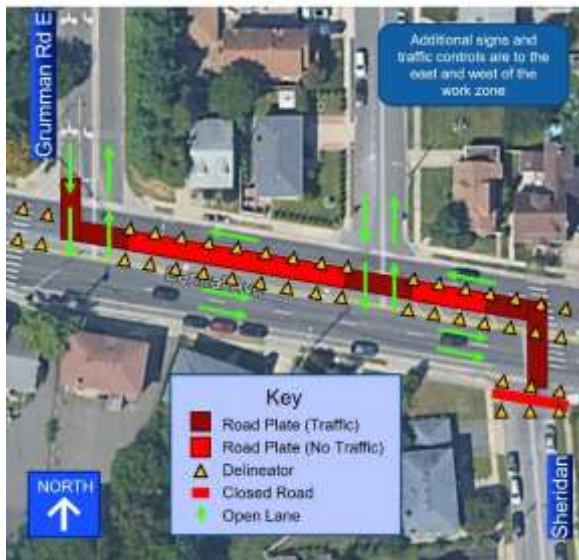 Grumman Rd E
Additional signs and
traffic controls are to the
east and west of the
work zone
Key
Road Plate (Traffic)
Road Plate (No Traffic)
Delineator
Closed Road
Open Lane
NORTH
Sheridan